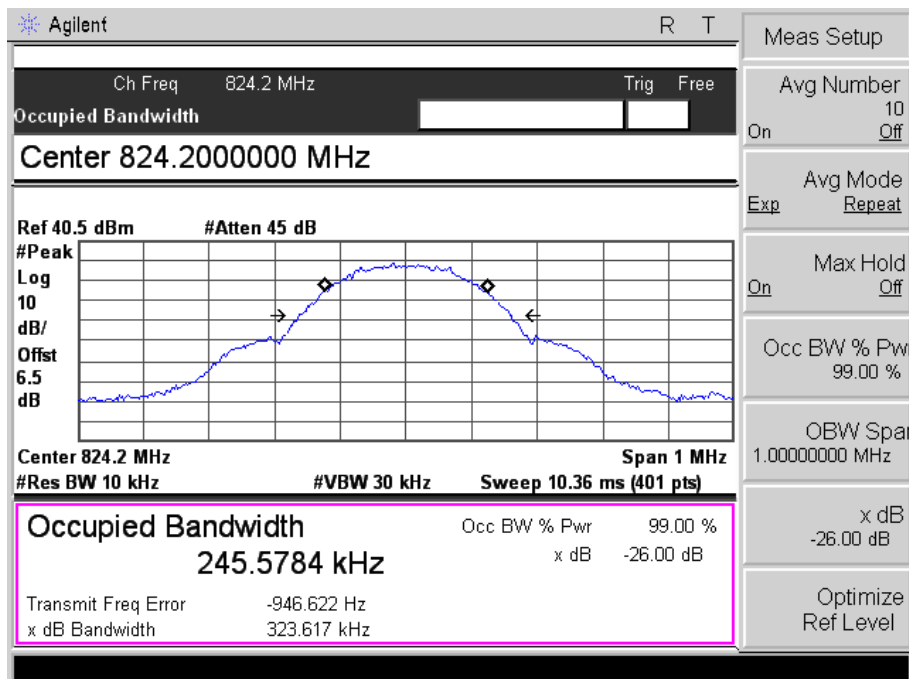 Agilent R T
Ch Freq 824.2 MHz Trig Free
Occupied Bandwidth
Center 824.2000000 MHz
Ref 40.5 dBm #Atten 45 dB
#Peak
Log
10
dB/
Offst
6.5
dB
Center 824.2 MHz Span 1 MHz
#Res BW 10 kHz #VBW 30 kHz Sweep 10.36 ms (401 pts)
Occupied Bandwidth Occ BW % Pwr 99.00 %
245.5784 kHz x dB -26.00 dB
Transmit Freq Error -946.622 Hz
x dB Bandwidth 323.617 kHz
Meas Setup
Avg Number
10
On Off
Avg Mode
Exp Repeat
Max Hold
On Off
Occ BW % Pwr
99.00 %
OBW Span
1.00000000 MHz
x dB
-26.00 dB
Optimize
Ref Level